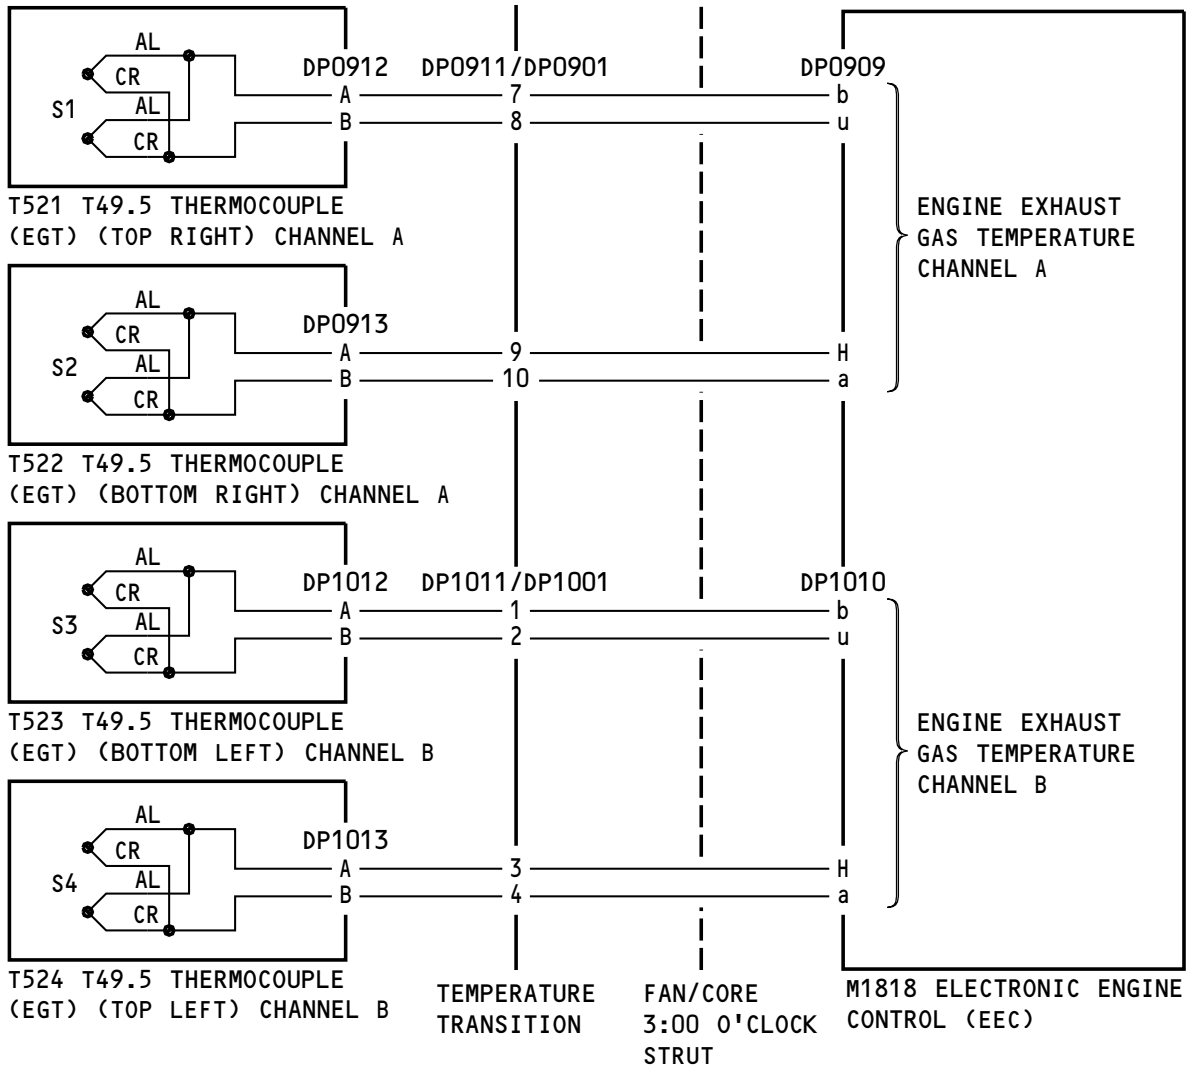 AL
CR
S1
AL
CR
DP0912 DP0911/DP0901 DP0909
A 7 b
B 8 u
T521 T49.5 THERMOCOUPLE
(EGT) (TOP RIGHT) CHANNEL A
ENGINE EXHAUST
GAS TEMPERATURE
CHANNEL A
AL
CR
S2
AL
CR
DP0913
A 9 H
B 10 a
T522 T49.5 THERMOCOUPLE
(EGT) (BOTTOM RIGHT) CHANNEL A
AL
CR
S3
AL
CR
DP1012 DP1011/DP1001 DP1010
A 1 b
B 2 u
T523 T49.5 THERMOCOUPLE
(EGT) (BOTTOM LEFT) CHANNEL B
ENGINE EXHAUST
GAS TEMPERATURE
CHANNEL B
AL
CR
S4
AL
CR
DP1013
A 3 H
B 4 a
T524 T49.5 THERMOCOUPLE
(EGT) (TOP LEFT) CHANNEL B
TEMPERATURE
TRANSITION
FAN/CORE
3:00 O'CLOCK
STRUT
M1818 ELECTRONIC ENGINE
CONTROL (EEC)